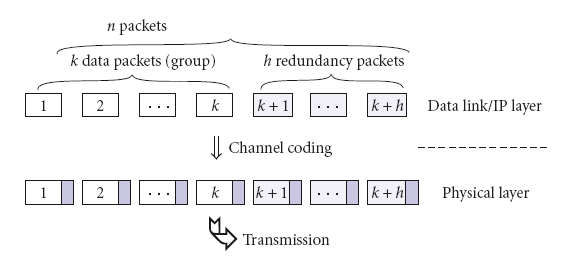 n packets
k data packets (group) h redundancy packets
1 2 ··· k k + 1 ··· k + h Data link/IP layer
Channel coding
1 2 ··· k k + 1 ··· k + h Physical layer
Transmission